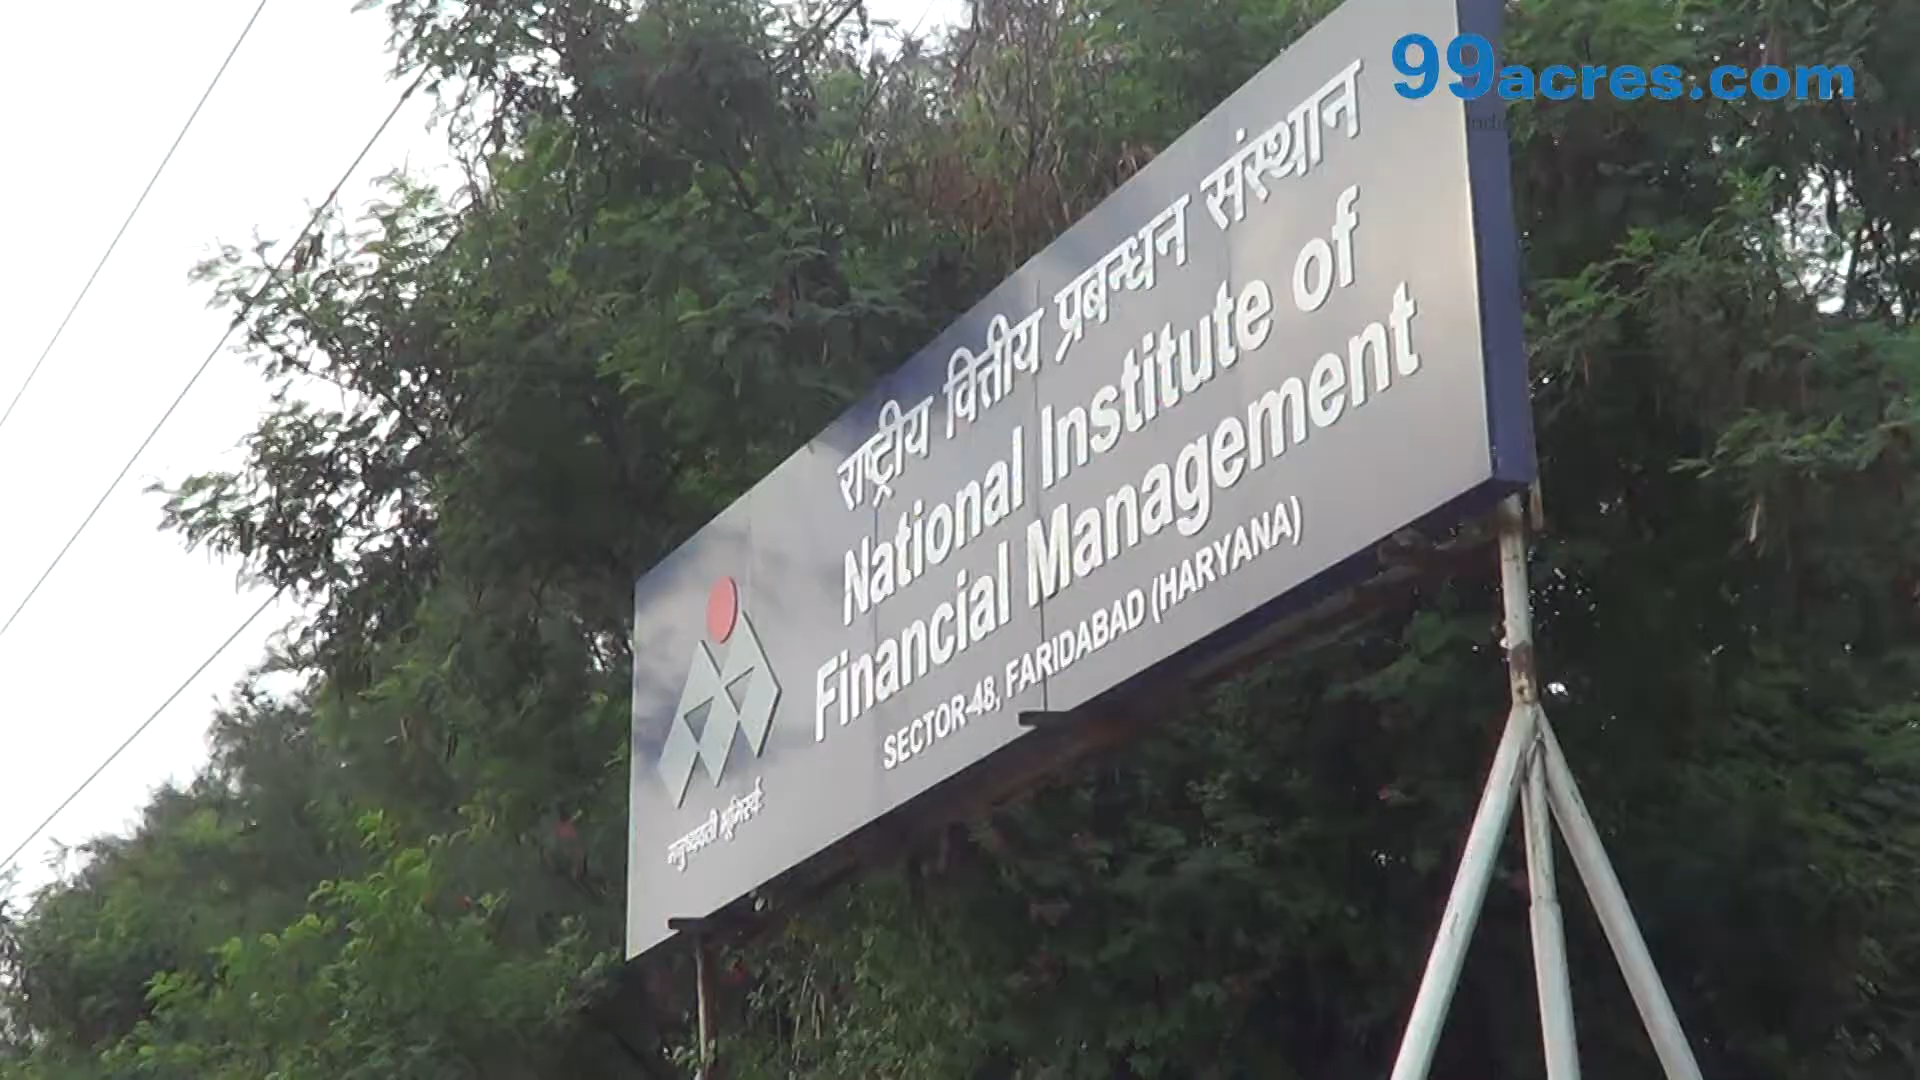 99acres.com
राष्ट्रीय वित्तीय प्रबन्धन संस्थान
National Institute of
Financial Management
SECTOR-48, FARIDABAD (HARYANA)